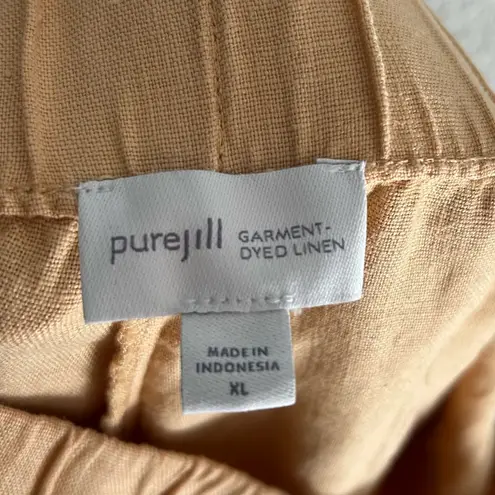 purejill
GARMENT-
DYED LINEN
MADE IN
INDONESIA
XL